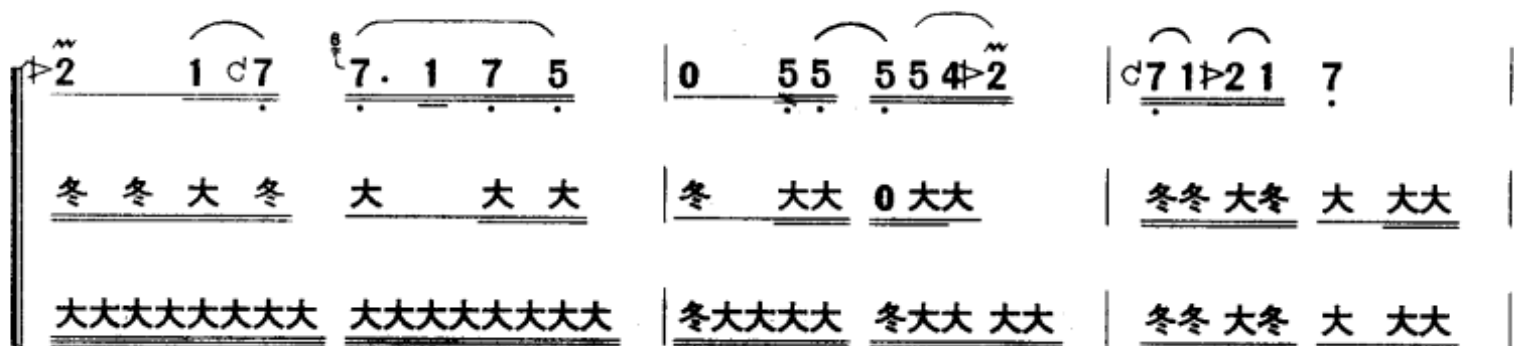 2 1 7 6 7 . 1 7 5 0 5 5 5 5 4 2 7 1 2 1 7
冬 冬 大 冬 大 大 大 冬 大大 0 大大 冬冬 大冬 大 大大
大大大大大大大大 大大大大大大大大 冬大大大大 冬大大 大大 冬冬 大冬 大 大大